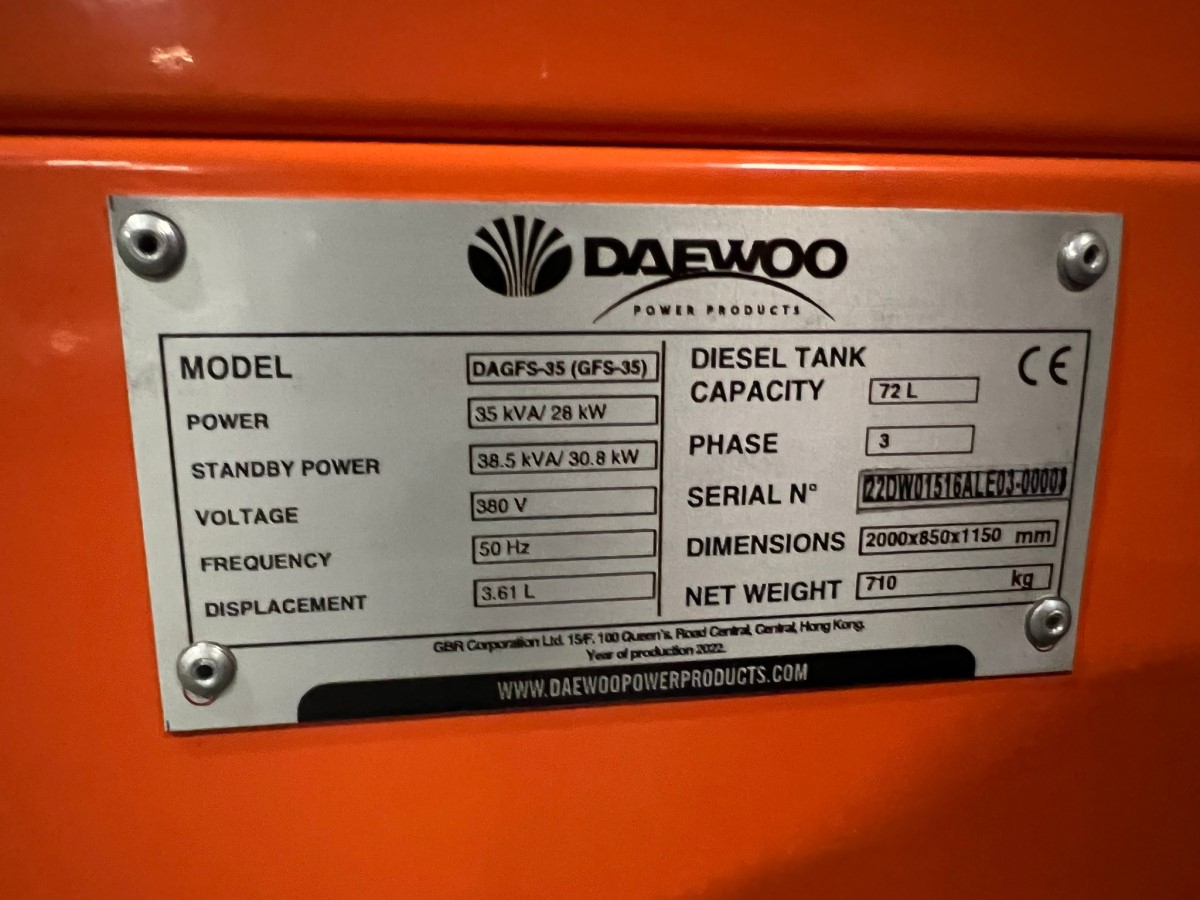 DAEWOO
POWER PRODUCTS
MODEL DAGFS-35 (GFS-35)
POWER 35 kVA/ 28 kW
STANDBY POWER 38.5 kVA/ 30.8 kW
VOLTAGE 380 V
FREQUENCY 50 Hz
DISPLACEMENT 3.61 L
CE
DIESEL TANK
CAPACITY 72 L
PHASE 3
SERIAL N°
DIMENSIONS 2000x850x1150 mm
NET WEIGHT 710 kg
GBR Corporation Ltd. 15/F, 100 Queen's, Road Central, Central, Hong Kong.
Year of production 2022.
WWW.DAEWOOPOWERPRODUCTS.COM